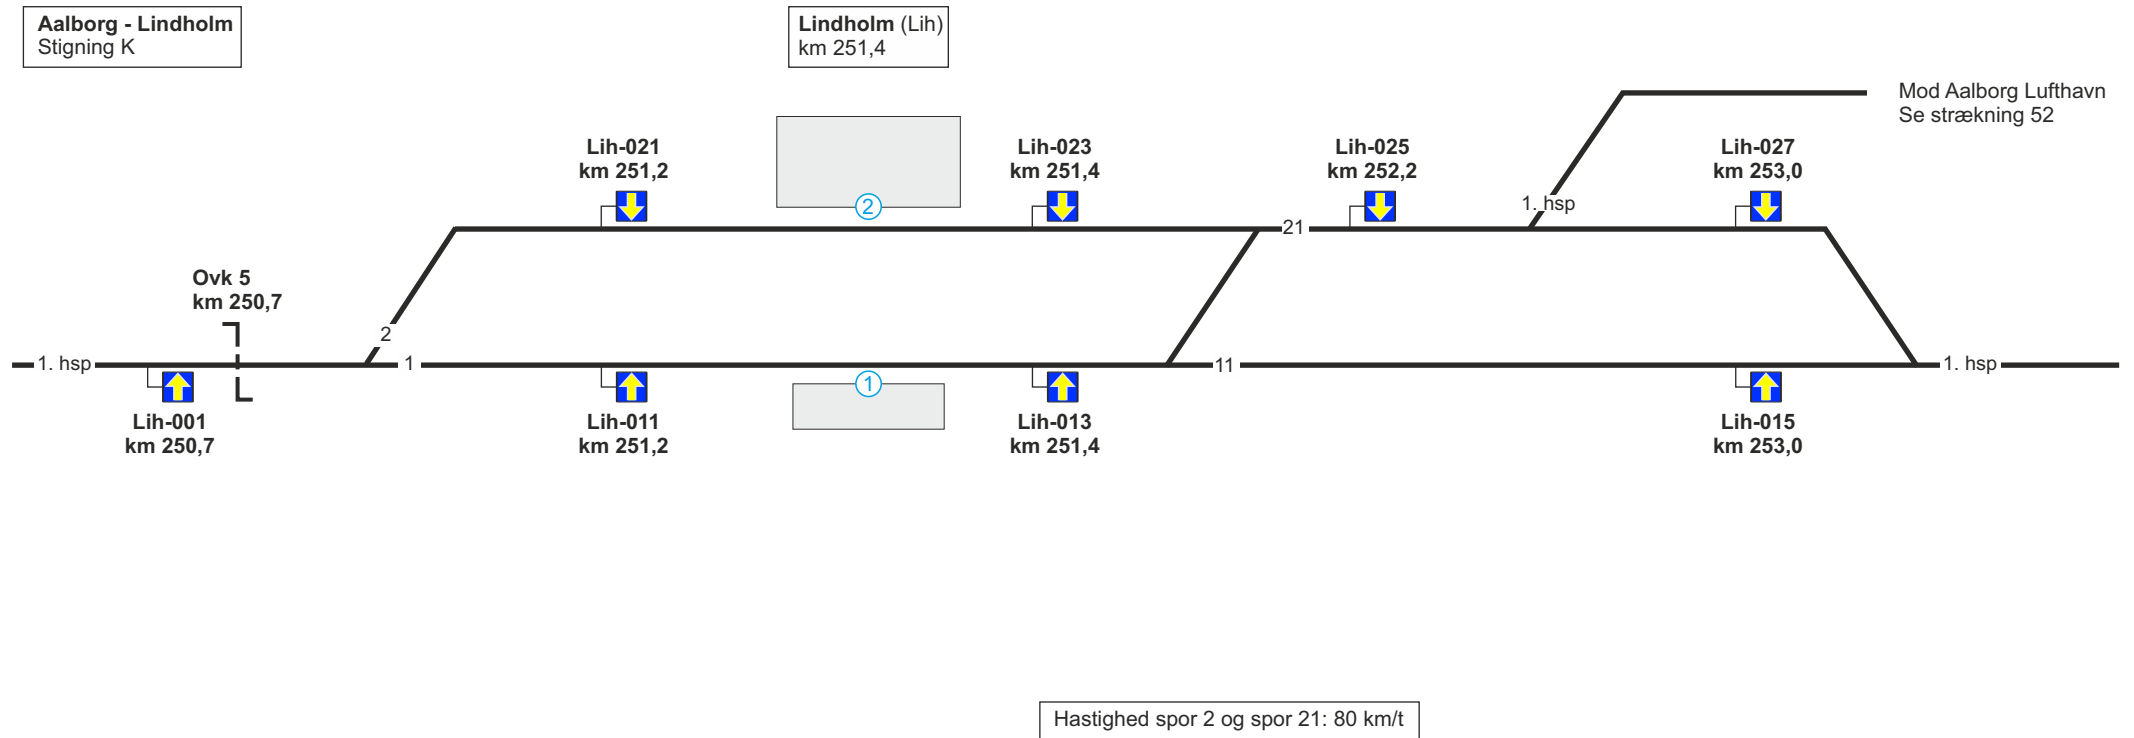 Aalborg - Lindholm
Stigning K
Lindholm (Lih)
km 251,4
Mod Aalborg Lufthavn
Se strækning 52
Lih-021
km 251,2
Lih-023
km 251,4
Lih-025
km 252,2
Lih-027
km 253,0
2
1. hsp
21
Ovk 5
km 250,7
2
1. hsp
1
11
1. hsp
1
Lih-001
km 250,7
Lih-011
km 251,2
Lih-013
km 251,4
Lih-015
km 253,0
Hastighed spor 2 og spor 21: 80 km/t